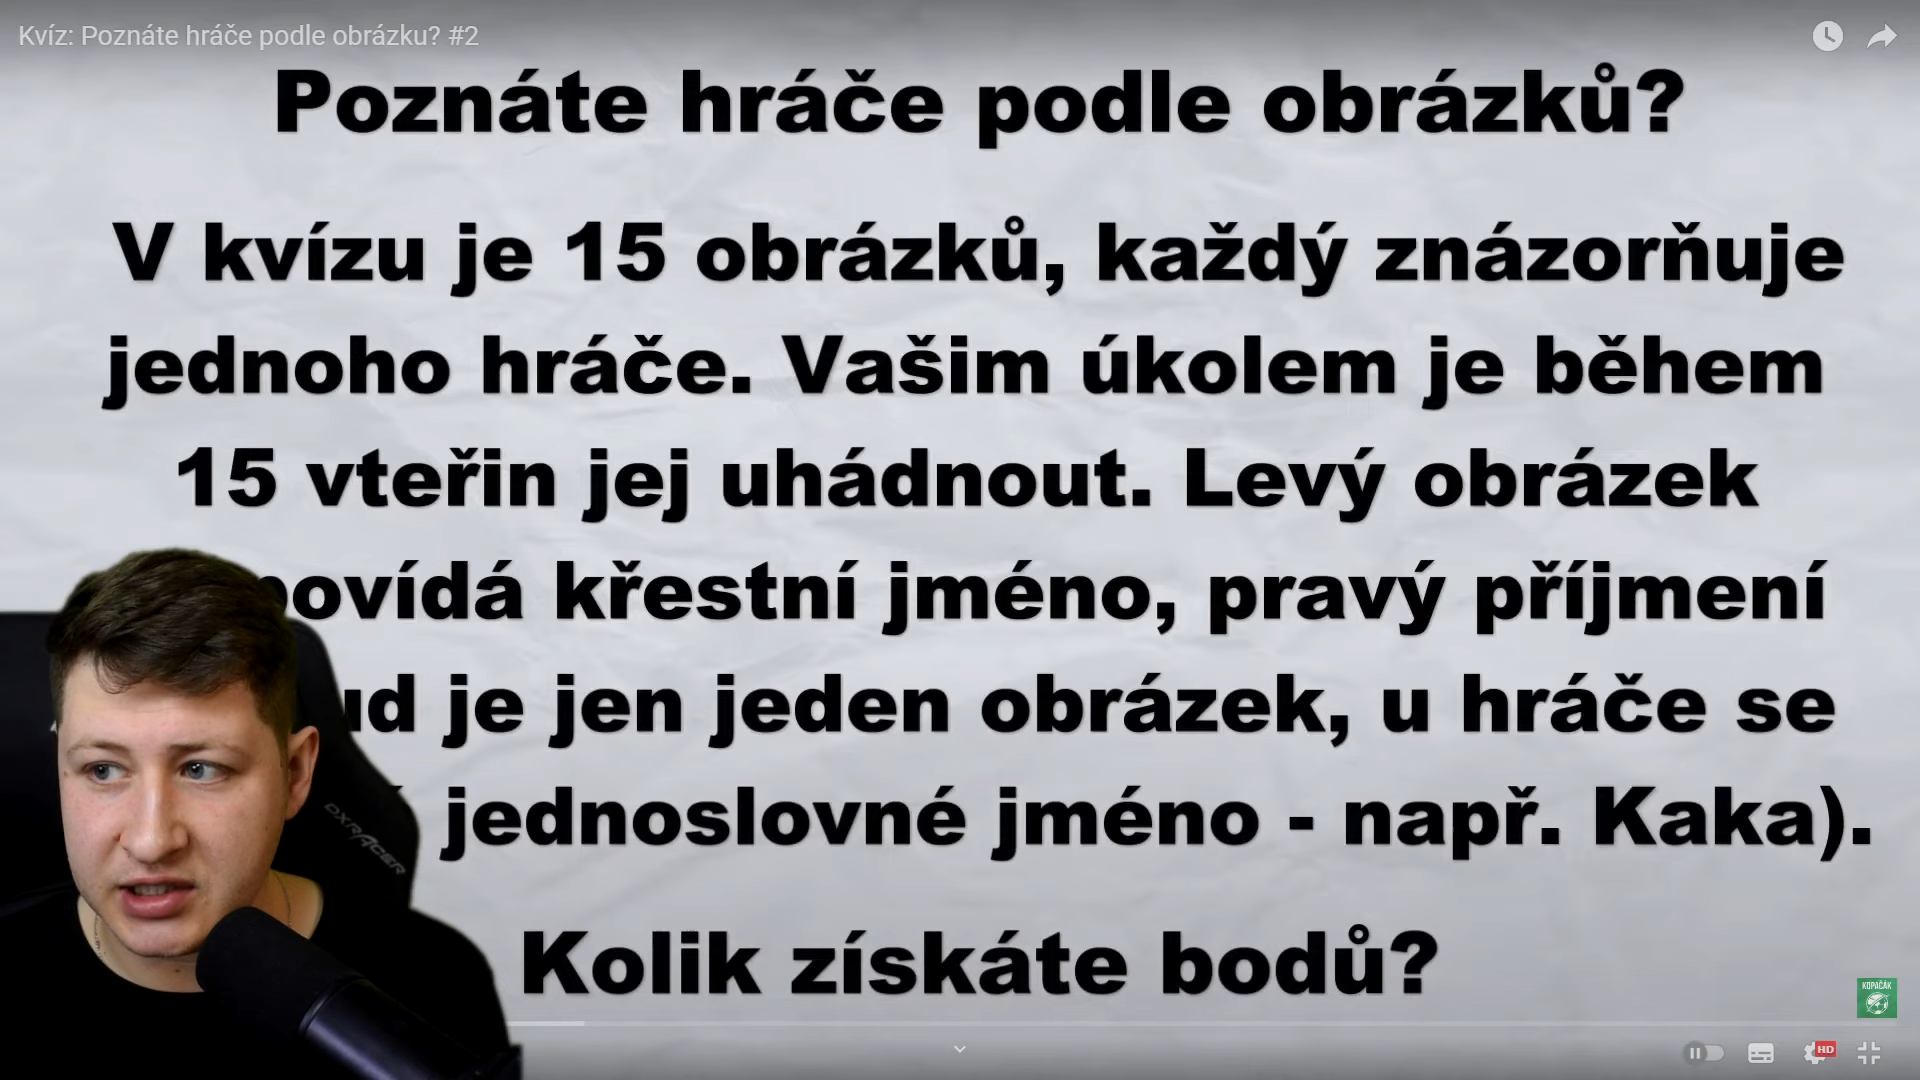 Kvíz: Poznáte hráče podle obrázku? #2
Poznáte hráče podle obrázků?
V kvízu je 15 obrázků, každý znázorňuje
jednoho hráče. Vašim úkolem je během
15 vteřin jej uhádnout. Levý obrázek
křestní jméno, pravý příjmení
je jen jeden obrázek, u hráče se
jednoslovné jméno - např. Kaka).
Kolik získáte bodů?
DXRACER
KOPAČÁK
HD